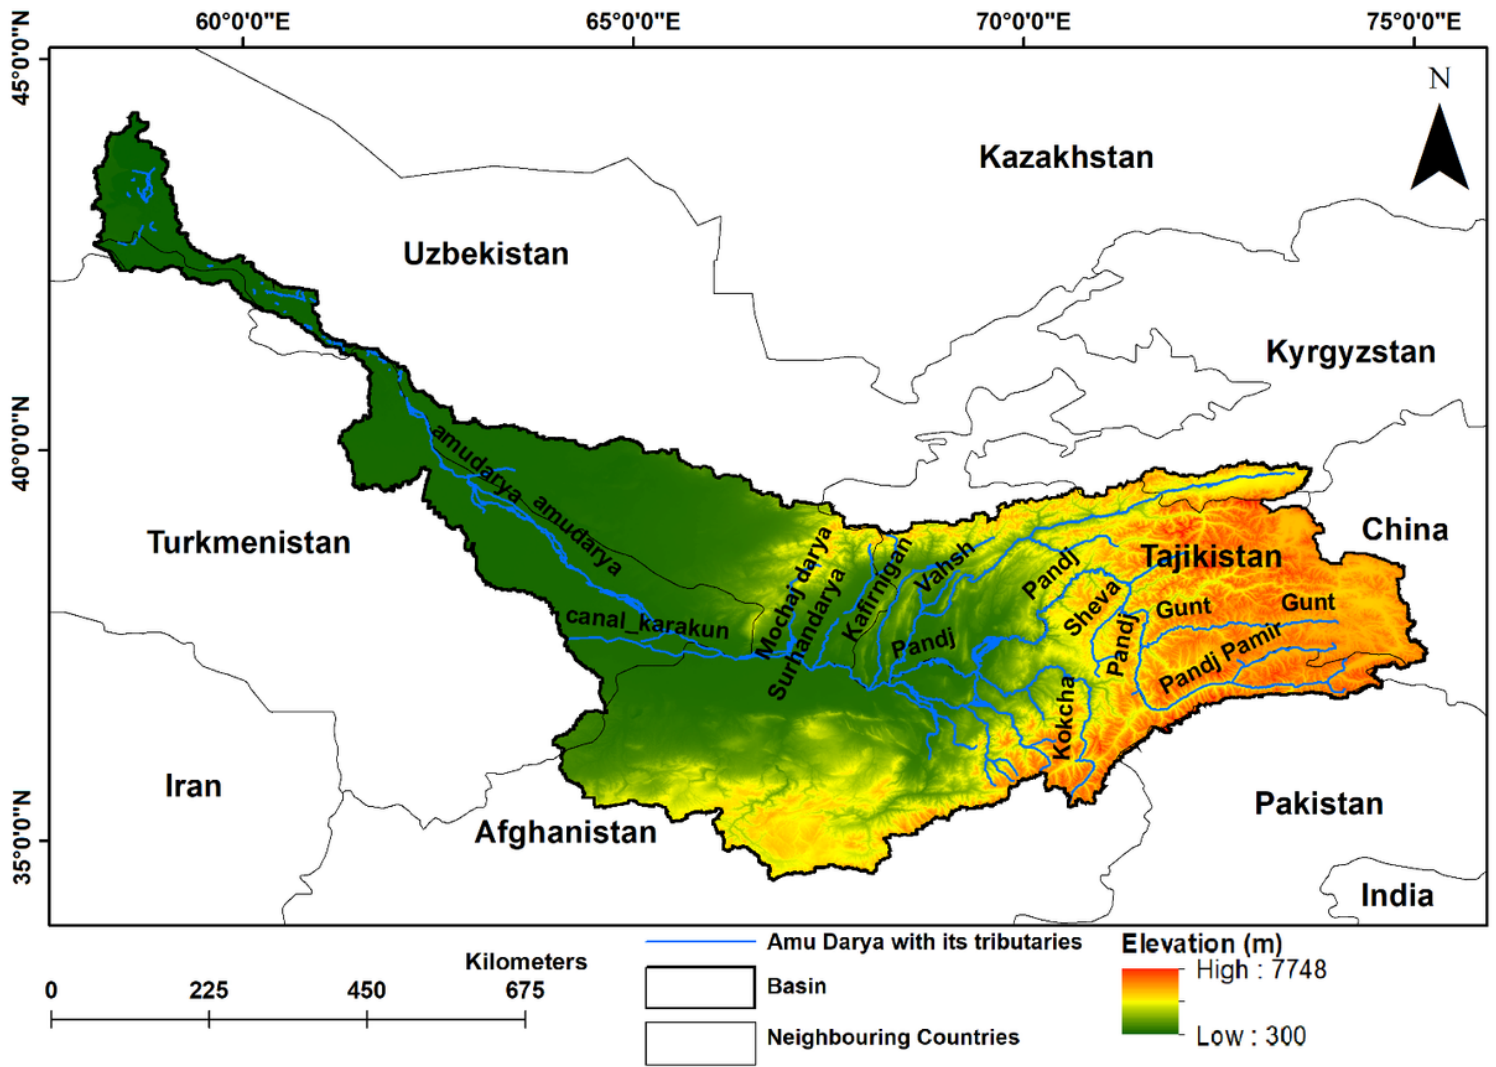 60°0'0"E
65°0'0"E
70°0'0"E
75°0'0"E
45°0'0"N
40°0'0"N
35°0'0"N
N
Kazakhstan
Uzbekistan
Kyrgyzstan
Turkmenistan
China
Tajikistan
Iran
Afghanistan
Pakistan
India
amudarya
amudarya
canal_karakun
Mochaj darya
Surhandarya
Kafirnigan
Vahsh
Pandj
Pandj
Sheva
Pandj
Gunt
Gunt
Pandj
Pamir
Kokcha
Kilometers
0
225
450
675
Amu Darya with its tributaries
Basin
Neighbouring Countries
Elevation (m)
High : 7748
Low : 300